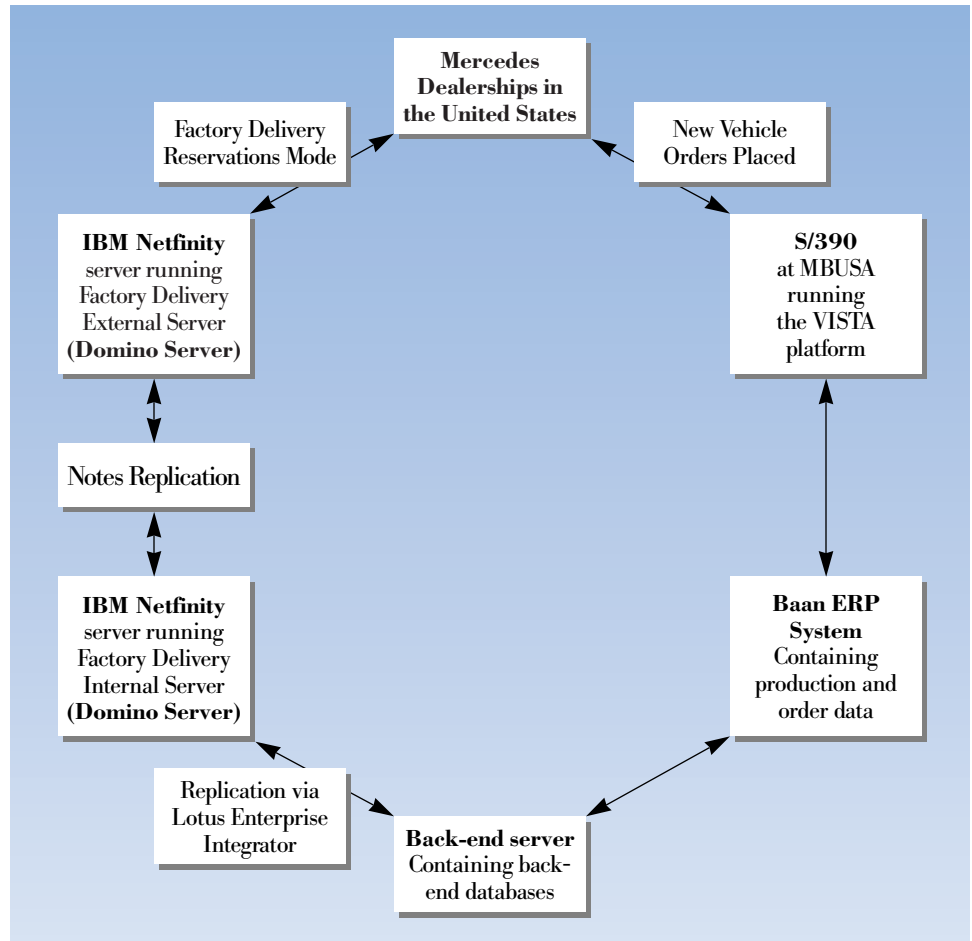 Mercedes
Dealerships in
the United States
Factory Delivery
Reservations Mode
New Vehicle
Orders Placed
IBM Netfinity
server running
Factory Delivery
External Server
(Domino Server)
S/390
at MBUSA
running
the VISTA
platform
Notes Replication
IBM Netfinity
server running
Factory Delivery
Internal Server
(Domino Server)
Baan ERP
System
Containing
production and
order data
Replication via
Lotus Enterprise
Integrator
Back-end server
Containing back-
end databases